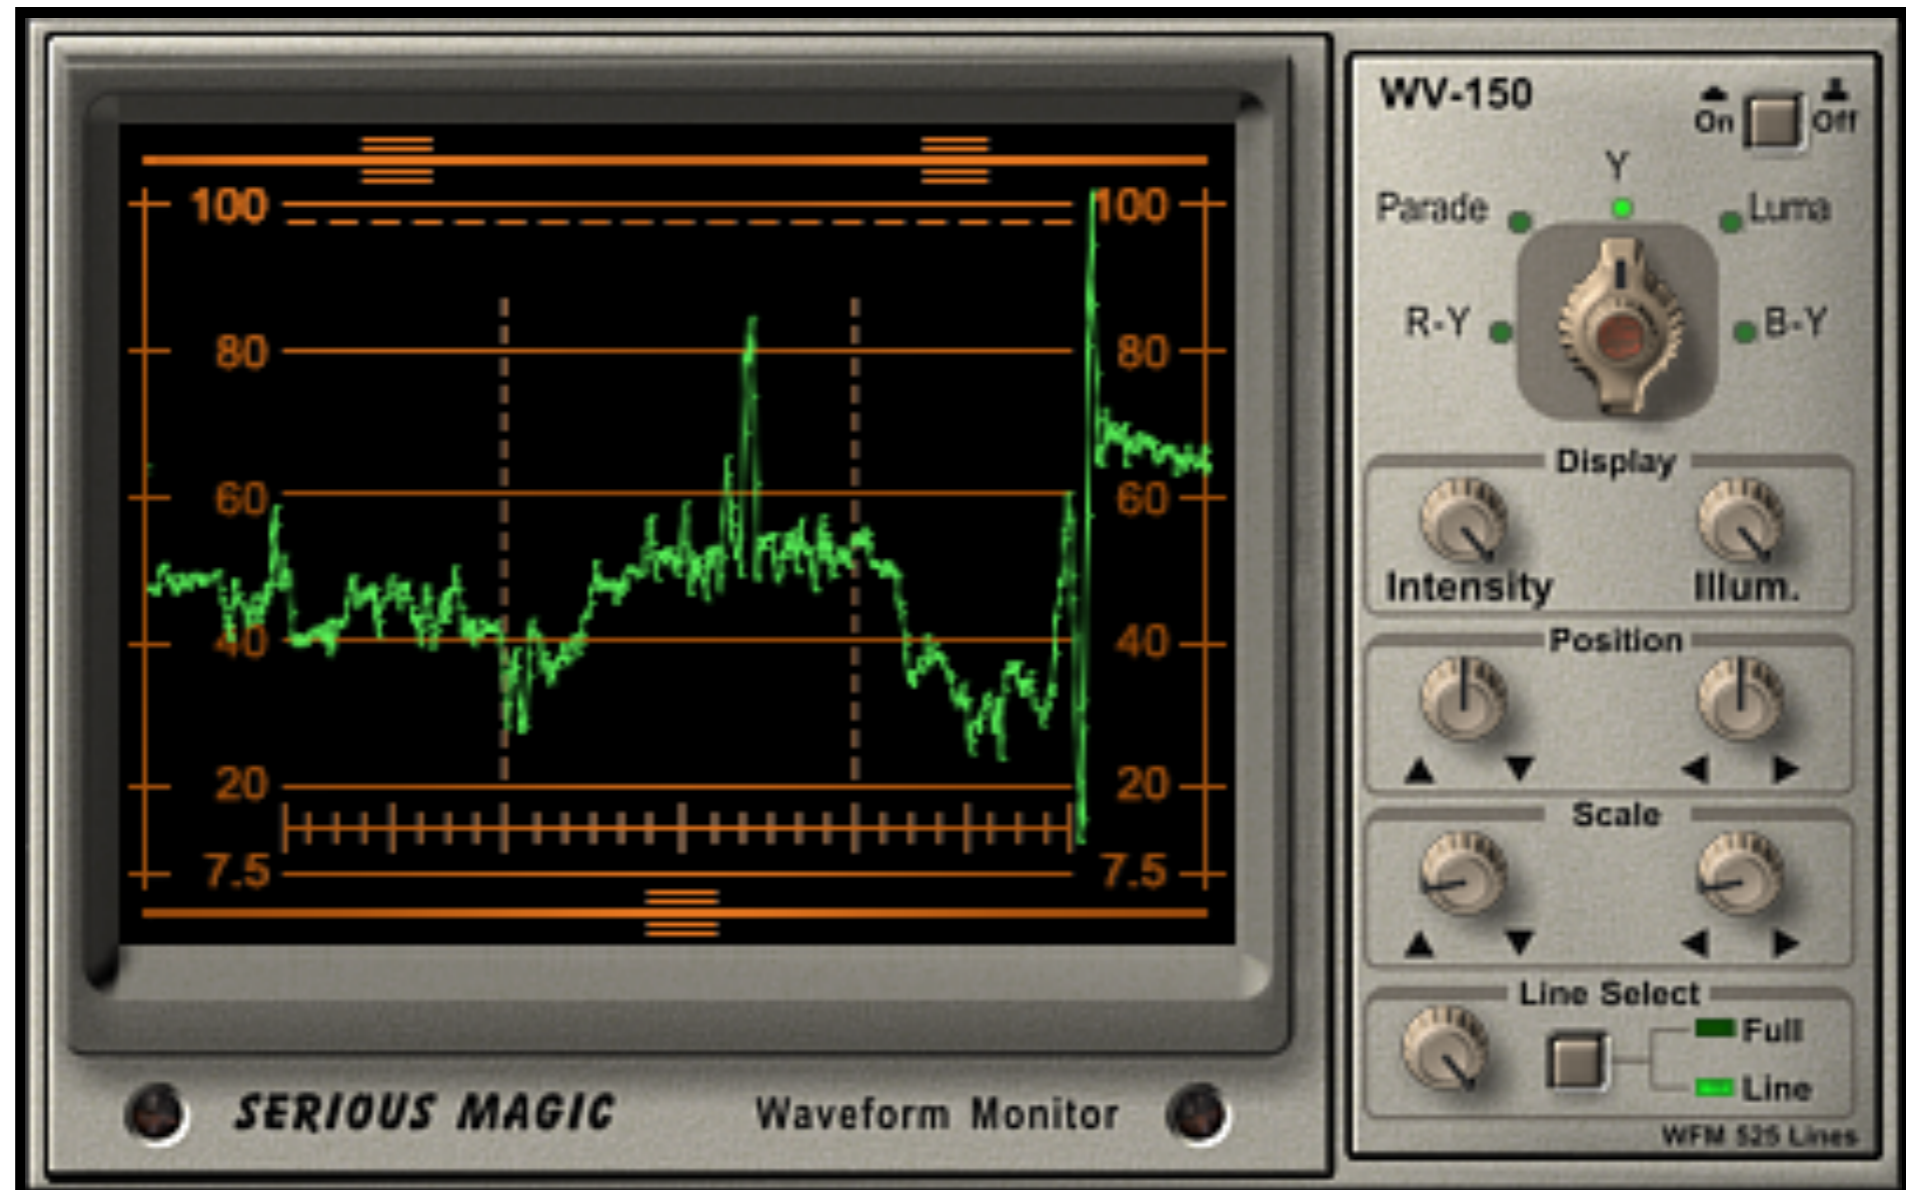 100 100
80 80
60 60
40 40
20 20
7.5 7.5
SERIOUS MAGIC Waveform Monitor
WV-150
On Off
Y
Parade Luma
R-Y B-Y
Display
Intensity Illum.
Position
Scale
Line Select
Full
Line
WFM 525 Lines